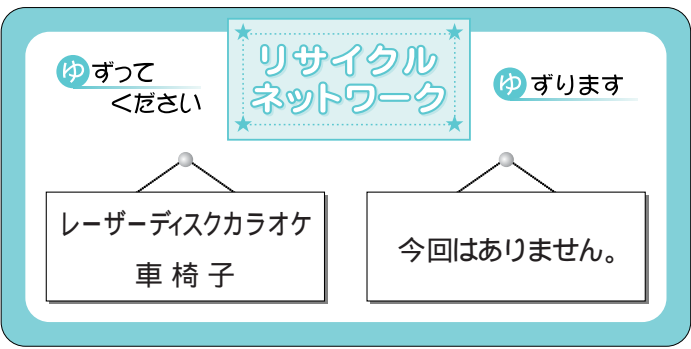 リサイクル
ネットワーク
ゆずって
ください
レーザーディスクカラオケ
車椅子
ゆずります
今回はありません。